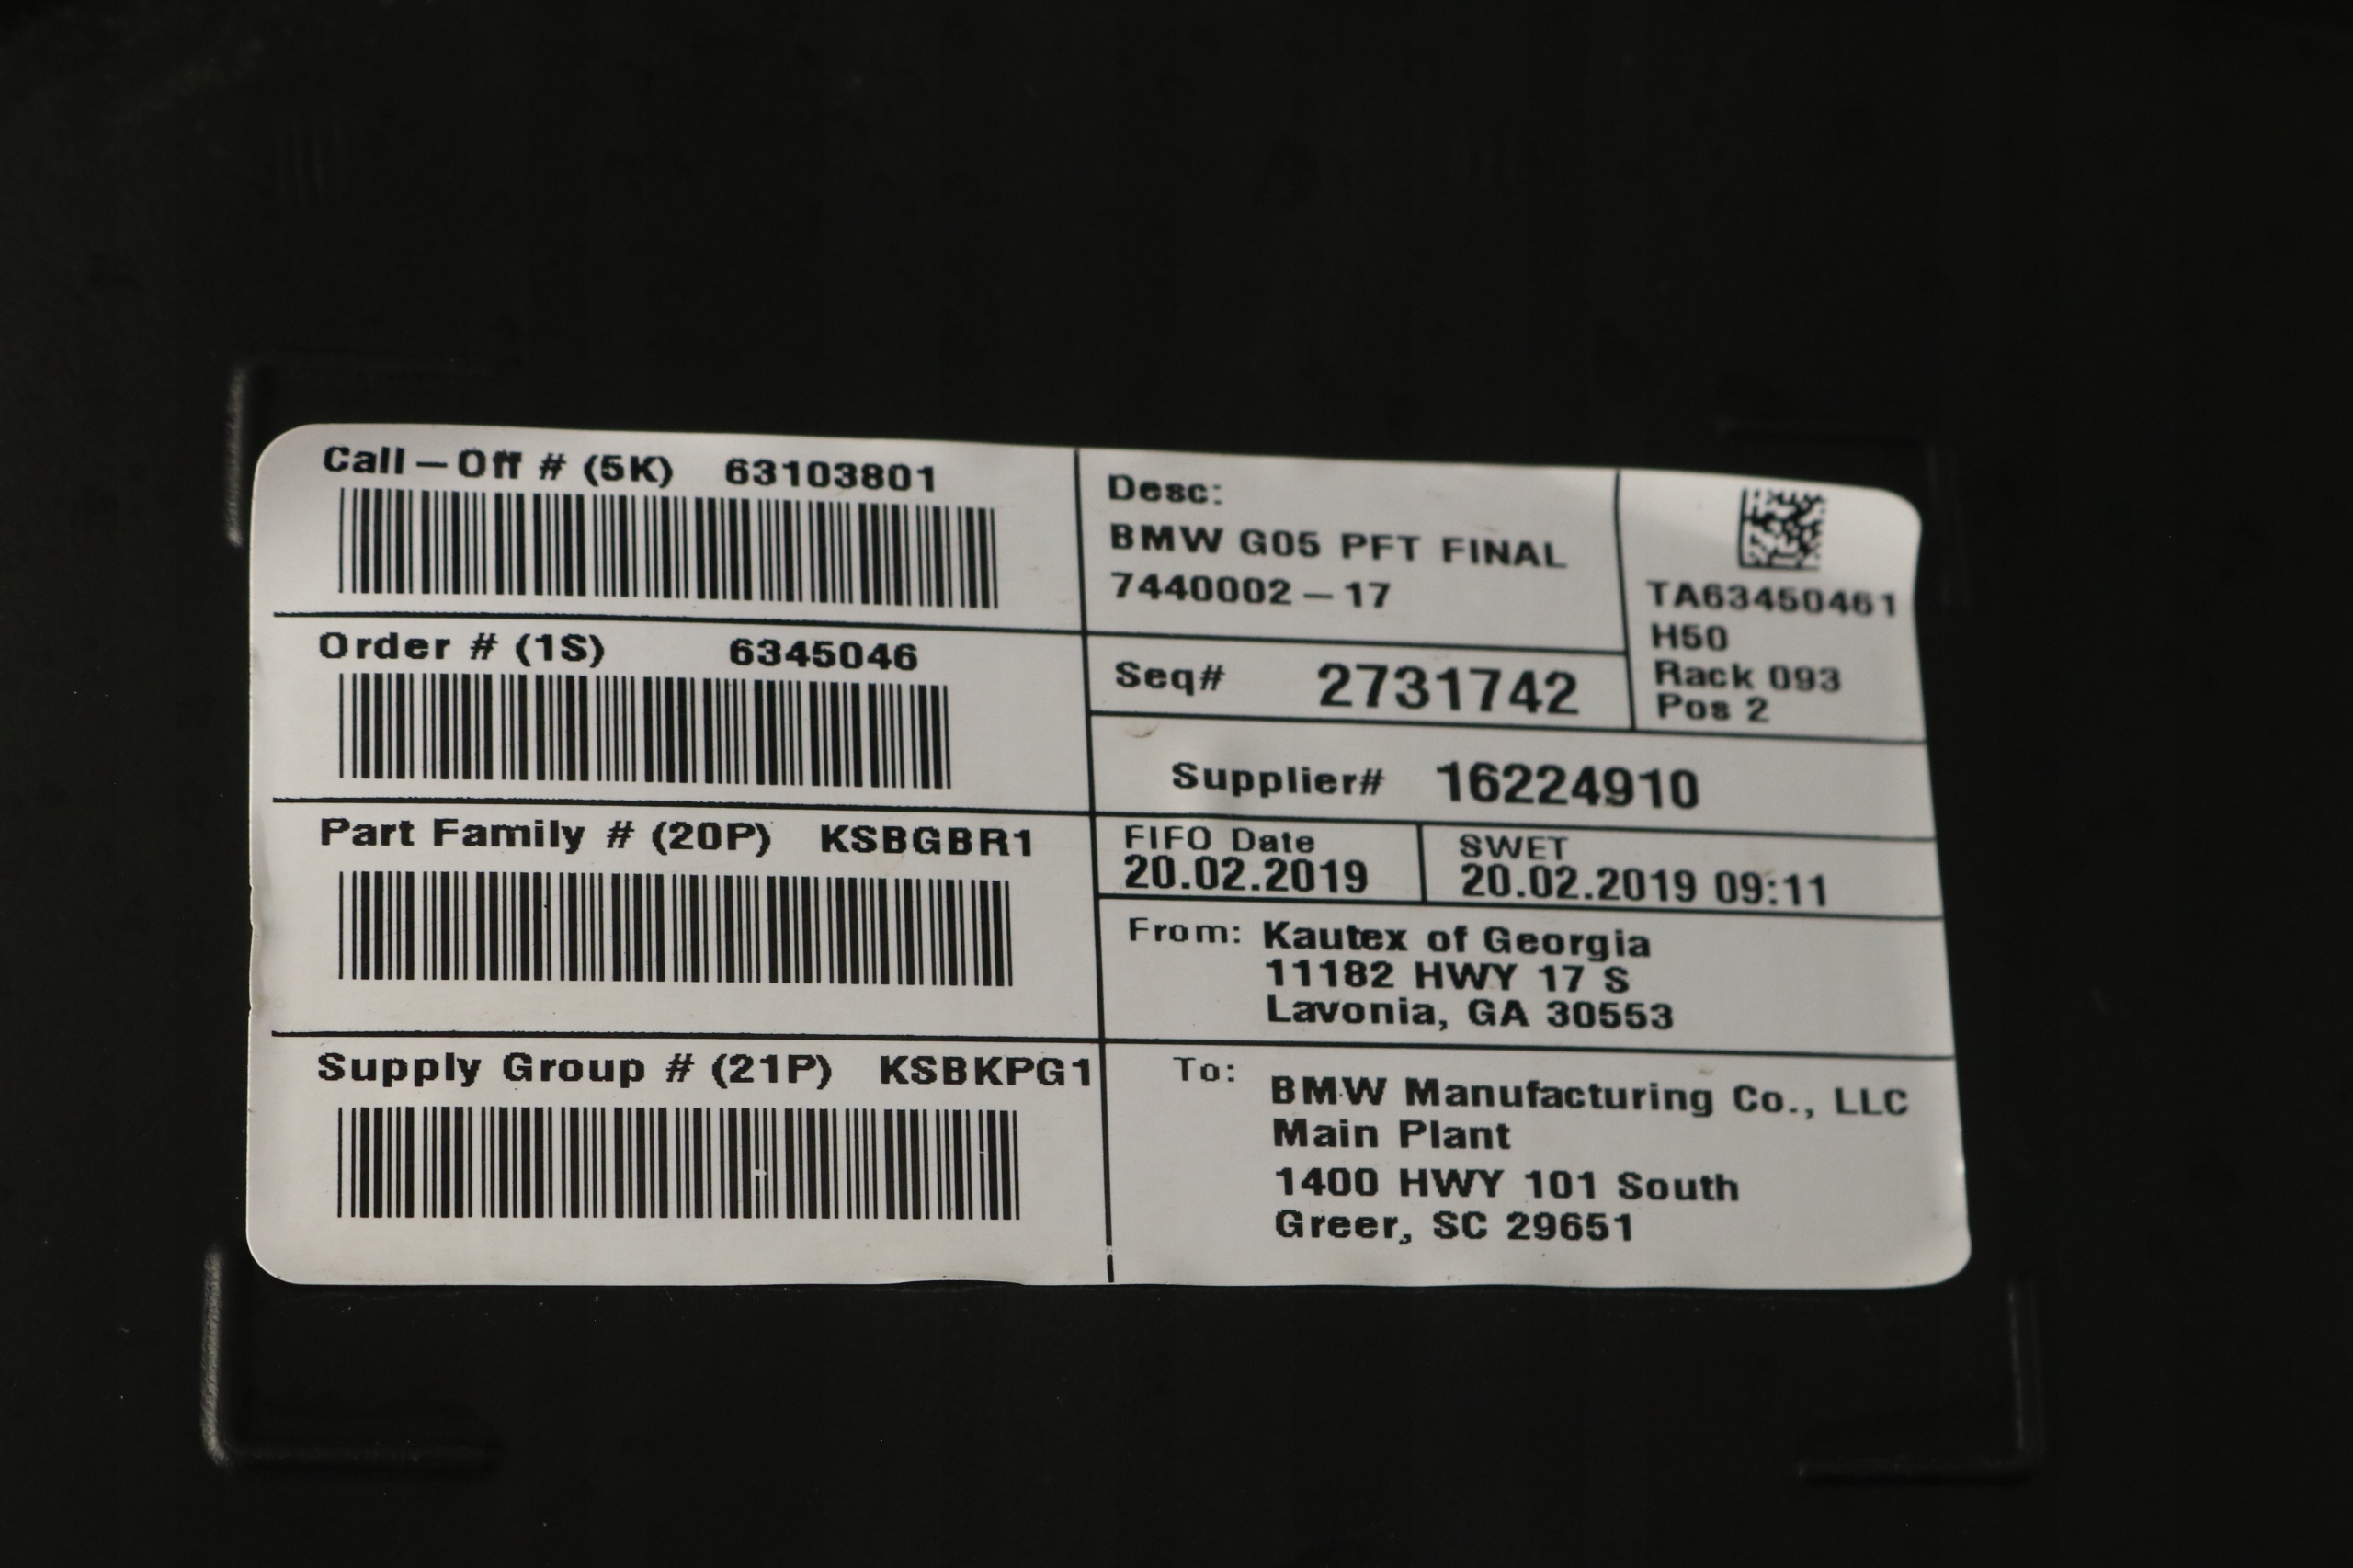 Call-Off # (5K) 63103801
Order # (1S) 6345046
Part Family # (20P) KSBGBR1
Supply Group # (21P) KSBKPG1
Desc:
BMW G05 PFT FINAL
7440002-17
TA63450461
H50
Rack 093
Pos 2
Seq# 2731742
Supplier# 16224910
FIFO Date
20.02.2019
SWET
20.02.2019 09:11
From: Kautex of Georgia
11182 HWY 17 S
Lavonia, GA 30553
To: BMW Manufacturing Co., LLC
Main Plant
1400 HWY 101 South
Greer, SC 29651